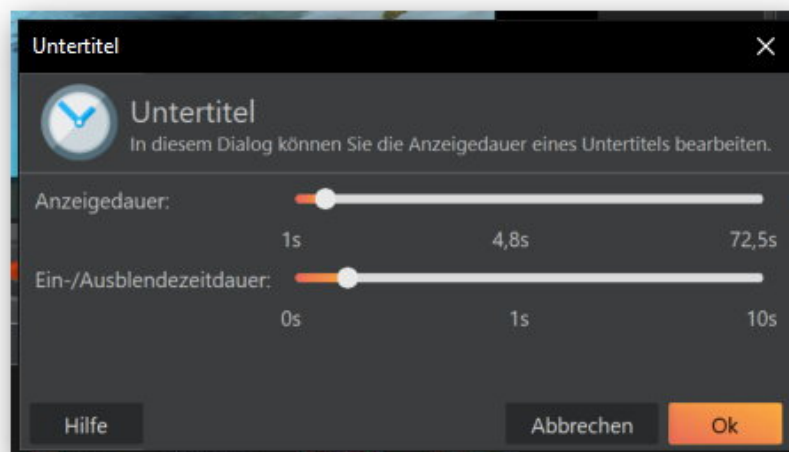 Untertitel
Untertitel
In diesem Dialog können Sie die Anzeigedauer eines Untertitels bearbeiten.
Anzeigedauer:
1s 4,8s 72,5s
Ein-/Ausblendezeitdauer:
0s 1s 10s
Hilfe Abbrechen Ok